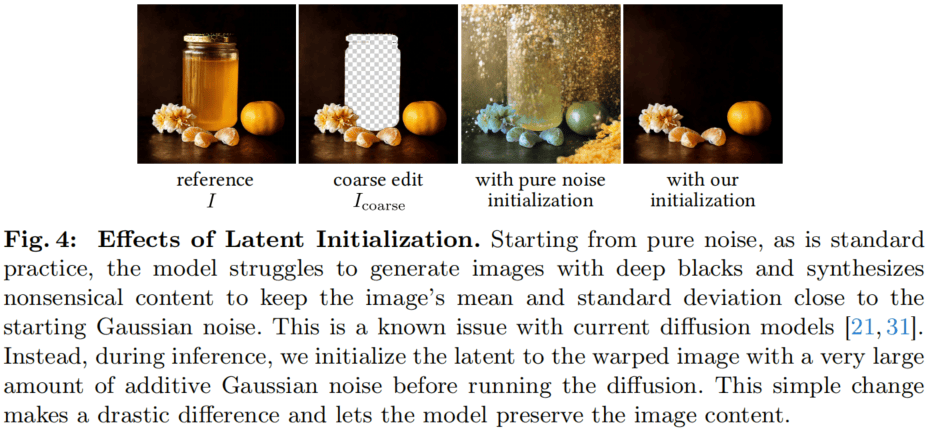 reference
I
coarse edit
I_coarse
with pure noise
initialization
with our
initialization
Fig. 4: Effects of Latent Initialization. Starting from pure noise, as is standard
practice, the model struggles to generate images with deep blacks and synthesizes
nonsensical content to keep the image's mean and standard deviation close to the
starting Gaussian noise. This is a known issue with current diffusion models [21,31].
Instead, during inference, we initialize the latent to the warped image with a very large
amount of additive Gaussian noise before running the diffusion. This simple change
makes a drastic difference and lets the model preserve the image content.